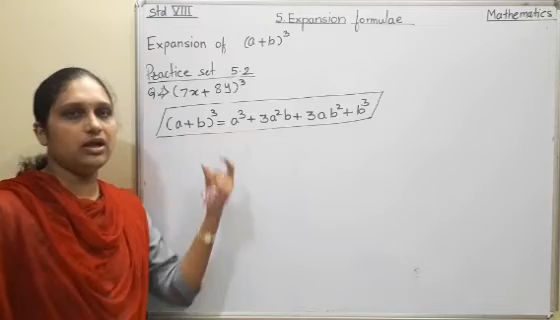 Std VIII 5. Expansion formulae Mathematics
Expansion of (a+b)³
Practice set 5.2
(7x + 8y)³
(a+b)³ = a³ + 3a²b + 3ab² + b³